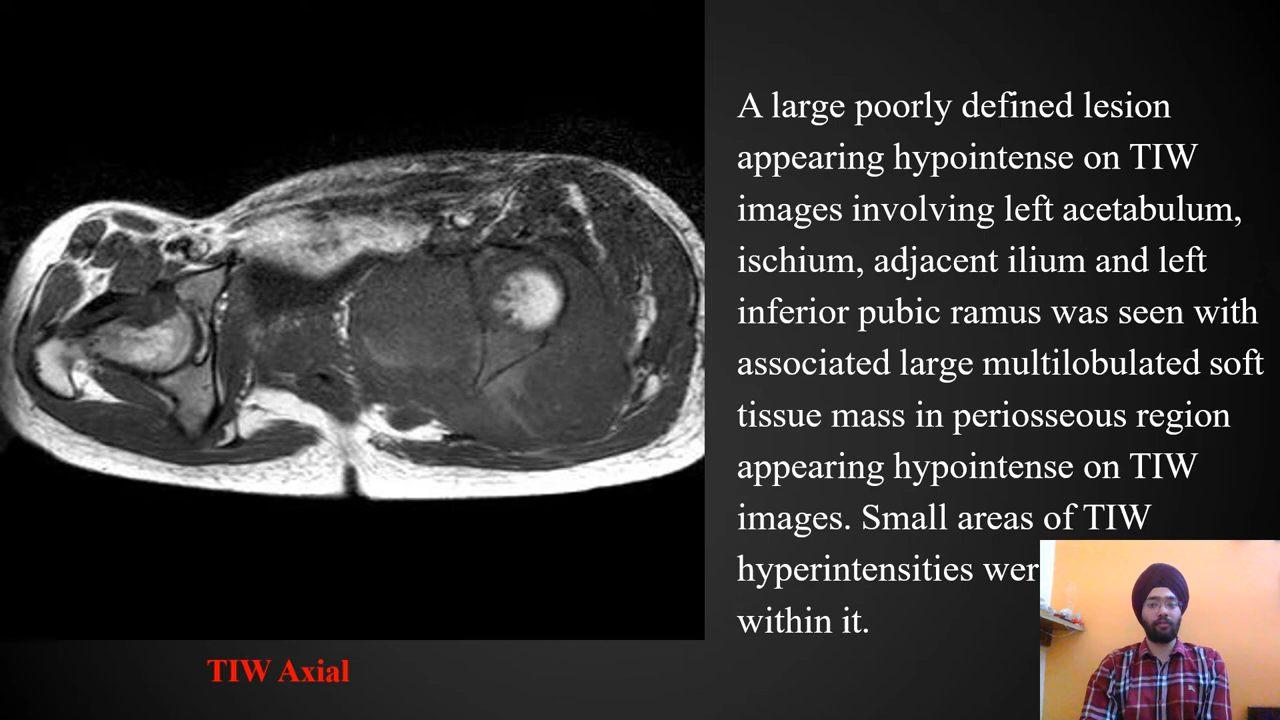 A large poorly defined lesion
appearing hypointense on TIW
images involving left acetabulum,
ischium, adjacent ilium and left
inferior pubic ramus was seen with
associated large multilobulated soft
tissue mass in periosseous region
appearing hypointense on TIW
images. Small areas of TIW
hyperintensities
within it.
TIW Axial